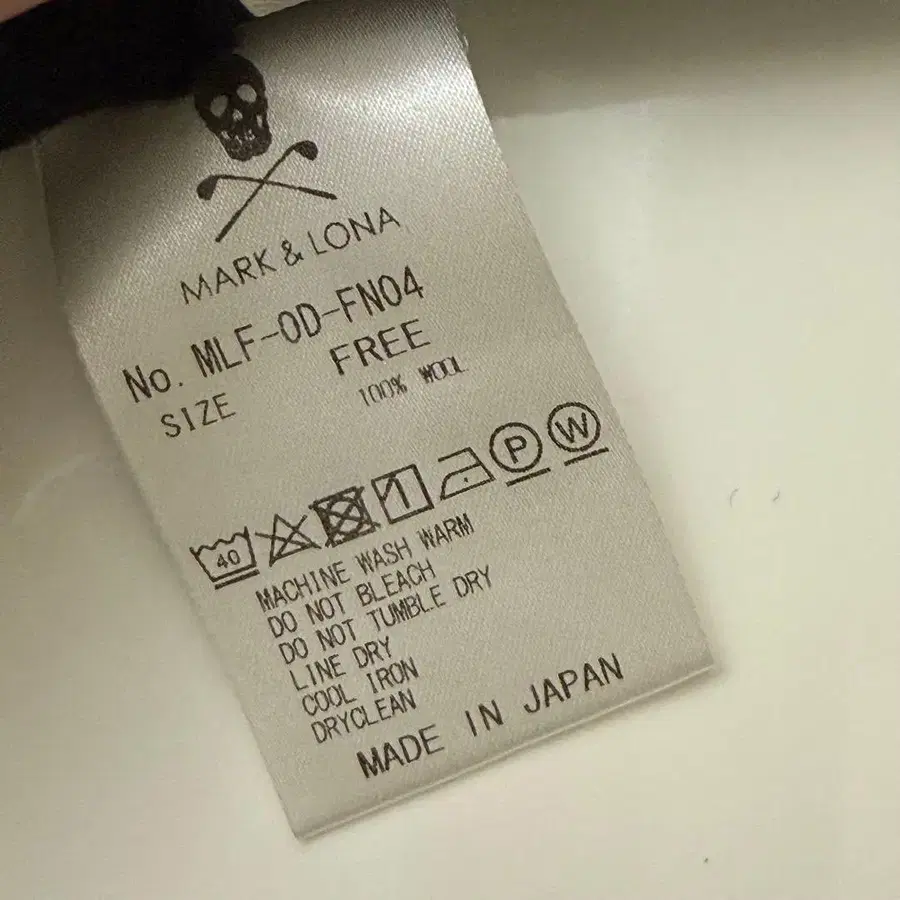 MARK & LONA
No. MLF-0D-FN04
SIZE FREE
100% WOOL
40 P W
MACHINE WASH WARM
DO NOT BLEACH
DO NOT TUMBLE DRY
LINE DRY
COOL IRON
DRYCLEAN
MADE IN JAPAN